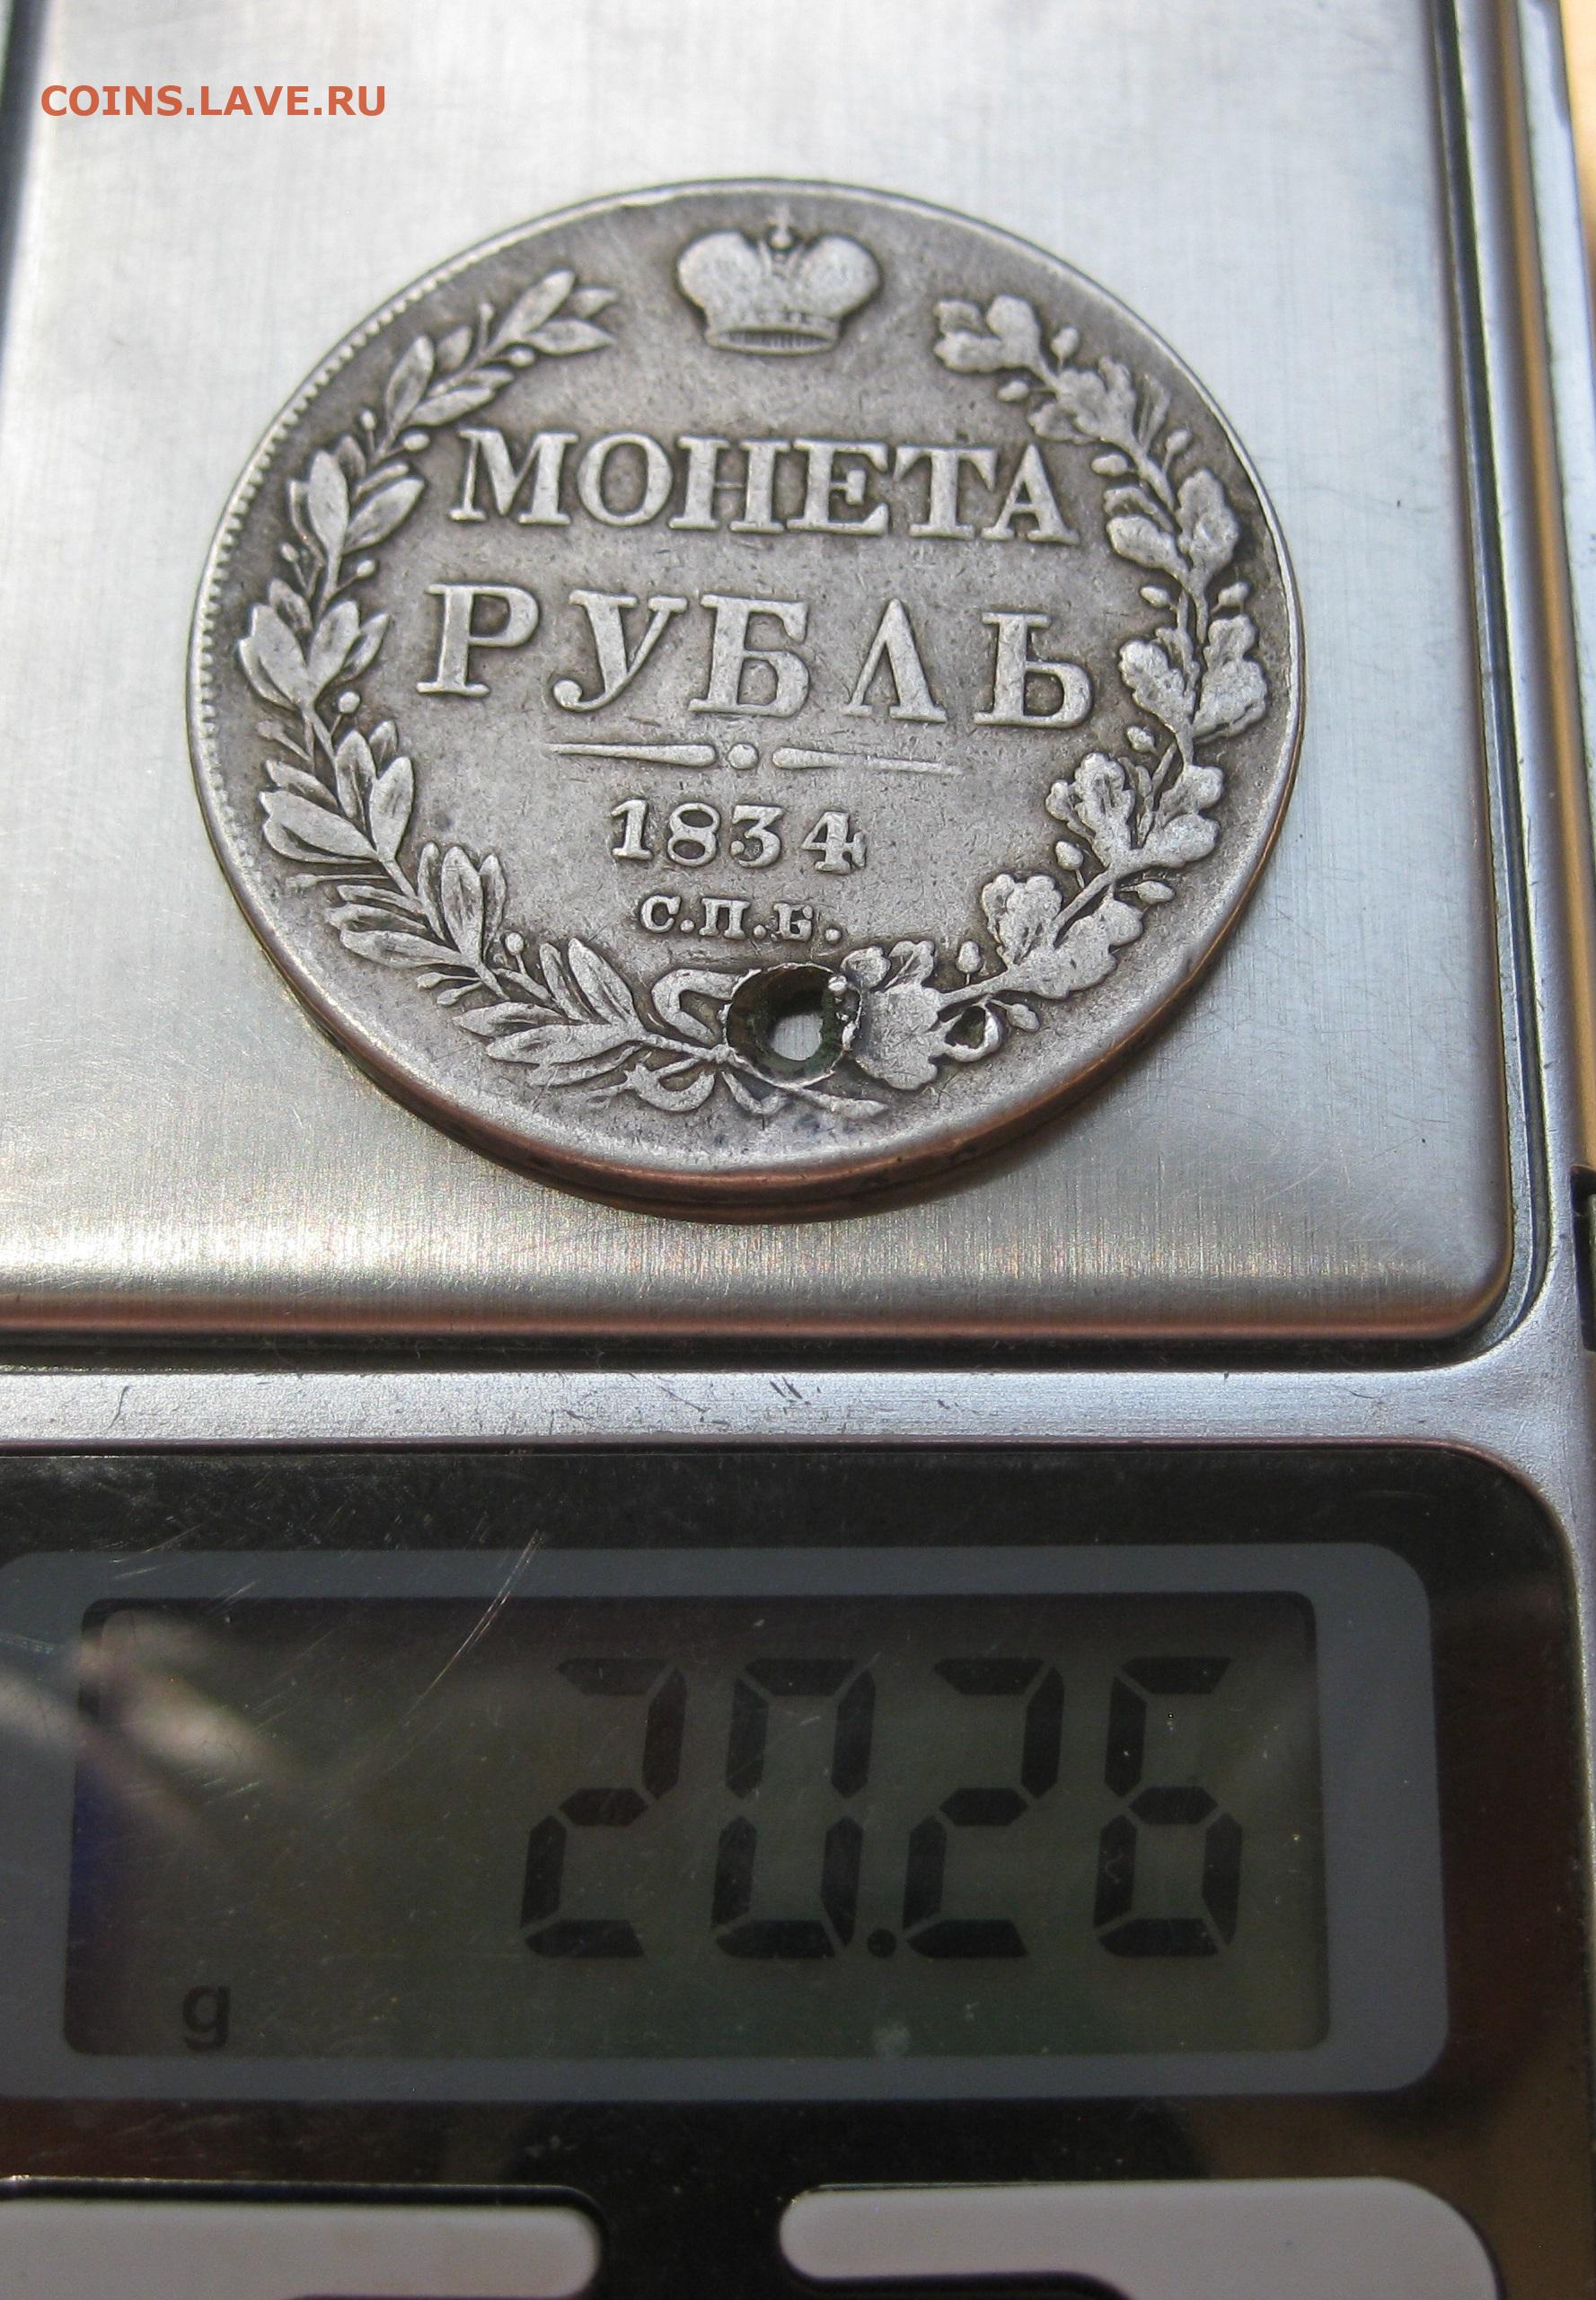 COINS.LAVE.RU
МОНЕТА
РУБЛЬ
1834
С.П.Б.
20.26
g